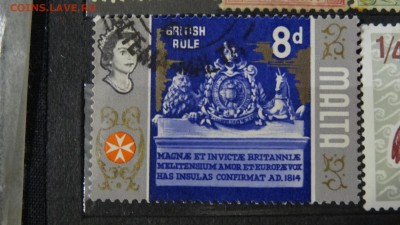 COINS.LAVE.RU
BRITISH
RULE
8d
MALTA
MAGNÆ ET INVICTÆ BRITANNIÆ
MELITENSIUM AMOR ET EUROPÆ VOX
HAS INSULAS CONFIRMAT A.D. 1814
1/